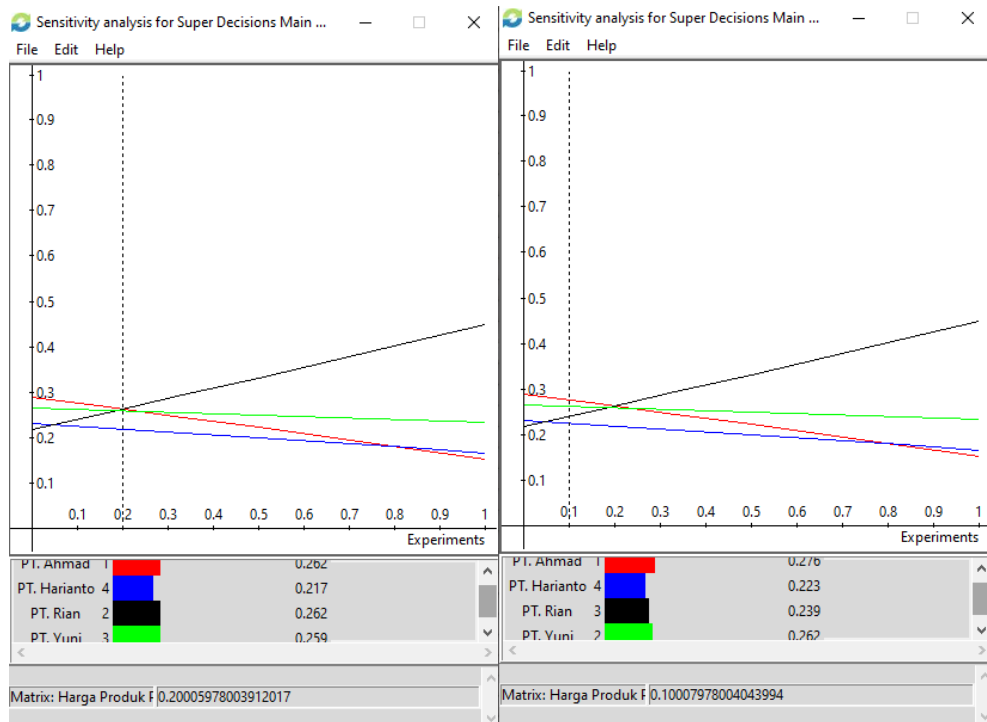 Sensitivity analysis for Super Decisions Main ...
File Edit Help
1
0.9
0.8
0.7
0.6
0.5
0.4
0.3
0.2
0.1
0.1 0.2 0.3 0.4 0.5 0.6 0.7 0.8 0.9 1
Experiments
PT. Ahmad 1 0.262
PT. Harianto 4 0.217
PT. Rian 2 0.262
PT. Yuni 3 0.259
Matrix: Harga Produk F 0.20005978003912017
Sensitivity analysis for Super Decisions Main ...
File Edit Help
1
0.9
0.8
0.7
0.6
0.5
0.4
0.3
0.2
0.1
0.1 0.2 0.3 0.4 0.5 0.6 0.7 0.8 0.9 1
Experiments
PT. Ahmad 1 0.276
PT. Harianto 4 0.223
PT. Rian 3 0.239
PT. Yuni 2 0.262
Matrix: Harga Produk F 0.10007978004043994